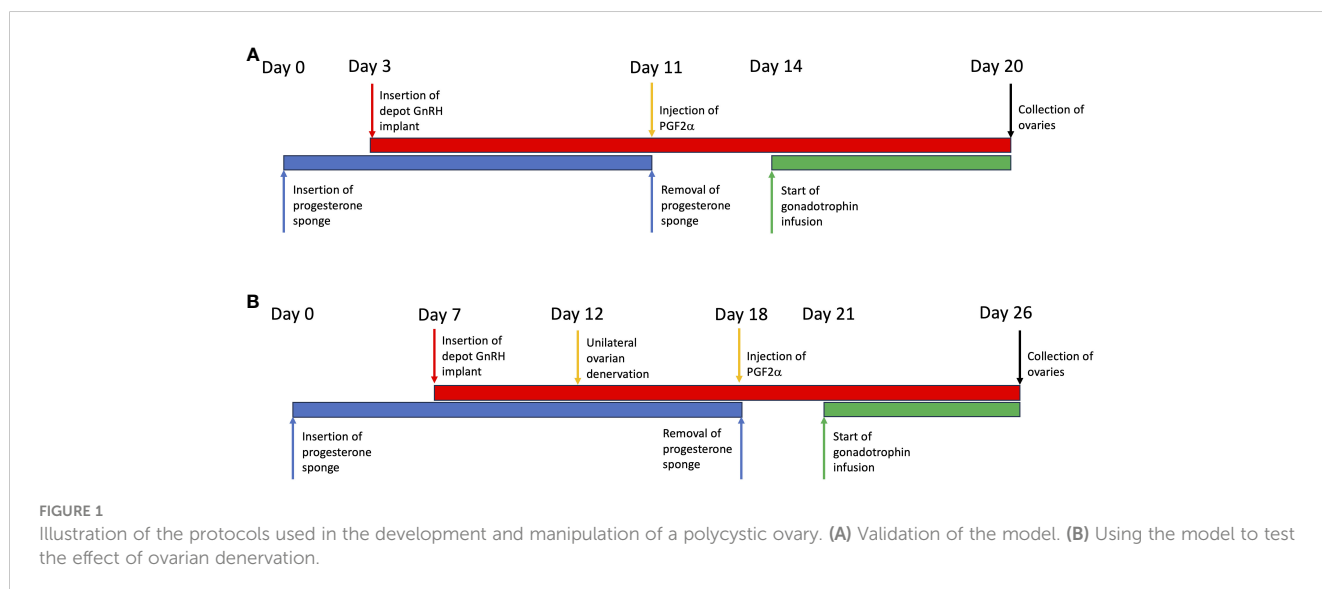 A
Day 0 Day 3 Day 11 Day 14 Day 20
Insertion of
depot GnRH
implant
Injection of
PGF2α
Collection of
ovaries
Insertion of
progesterone
sponge
Removal of
progesterone
sponge
Start of
gonadotrophin
infusion
B
Day 0 Day 7 Day 12 Day 18 Day 21 Day 26
Insertion of
depot GnRH
implant
Unilateral
ovarian
denervation
Injection of
PGF2α
Collection of
ovaries
Insertion of
progesterone
sponge
Removal of
progesterone
sponge
Start of
gonadotrophin
infusion
FIGURE 1
Illustration of the protocols used in the development and manipulation of a polycystic ovary. (A) Validation of the model. (B) Using the model to test
the effect of ovarian denervation.